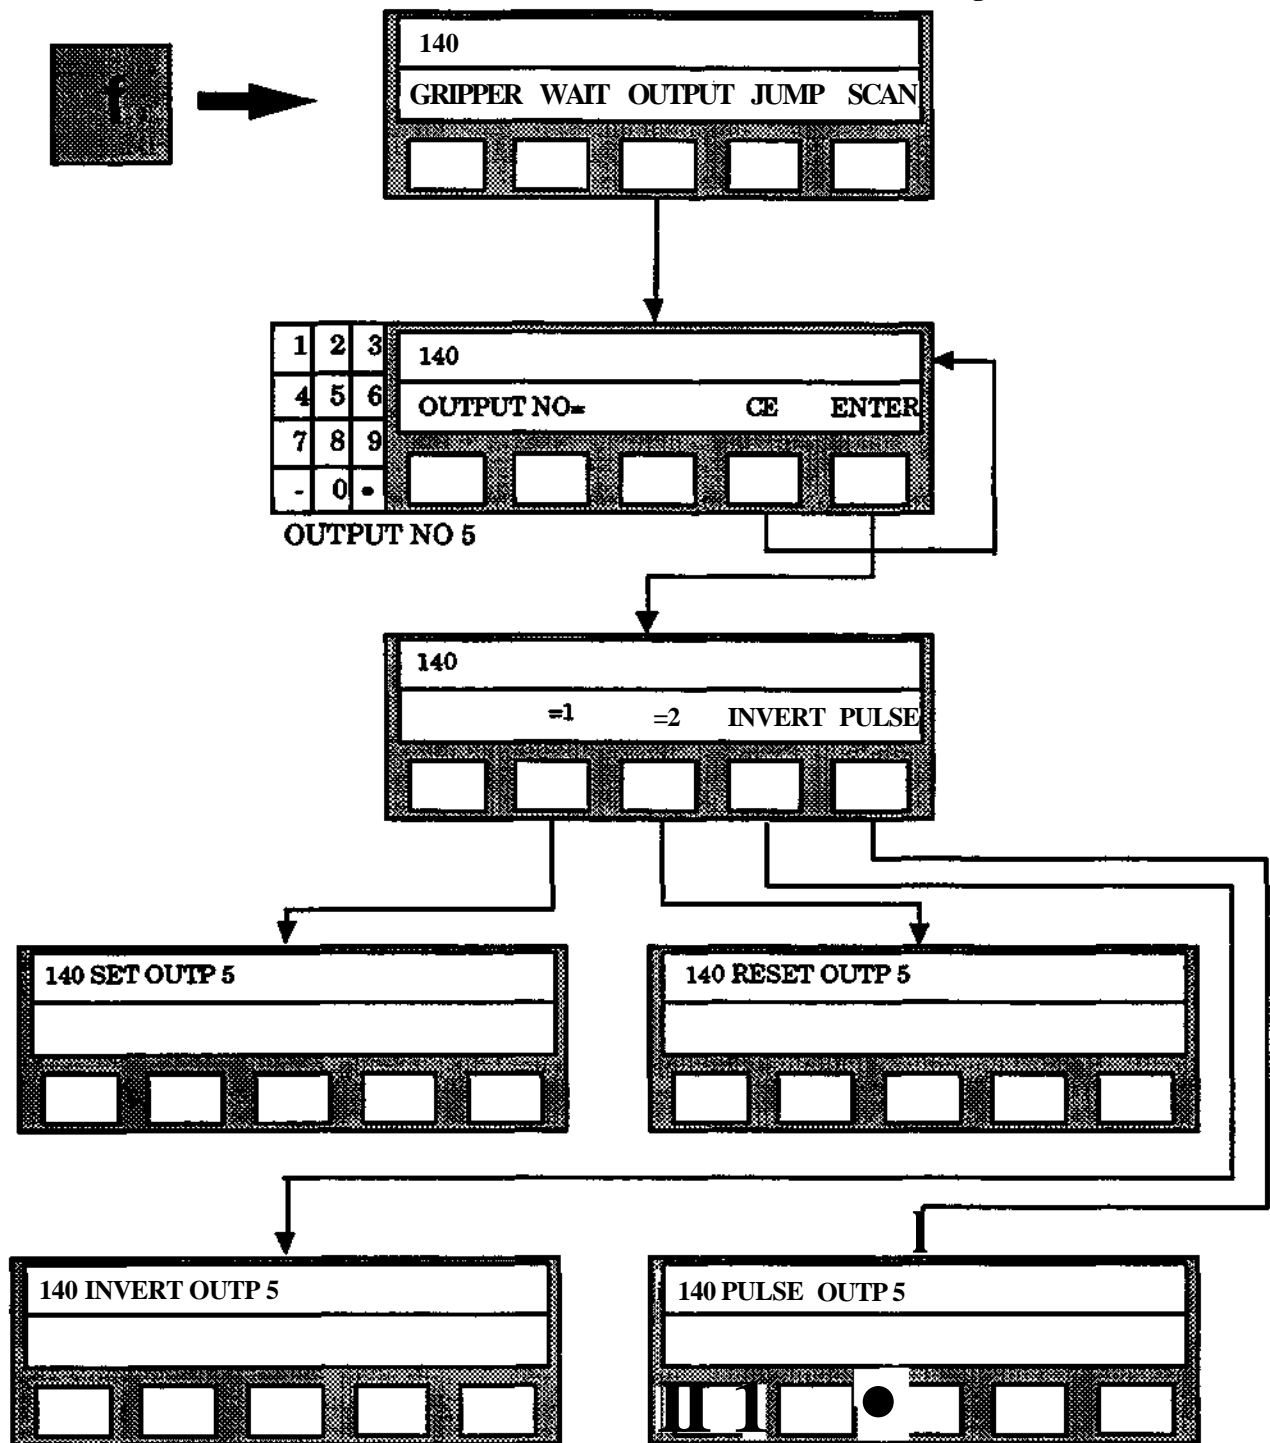 f
140
GRIPPER WAIT OUTPUT JUMP SCAN
1 2 3
4 5 6
7 8 9
- 0
140
OUTPUT NO= CE ENTER
OUTPUT NO 5
140
=1 =2 INVERT PULSE
140 SET OUTP 5
140 RESET OUTP 5
140 INVERT OUTP 5
140 PULSE OUTP 5